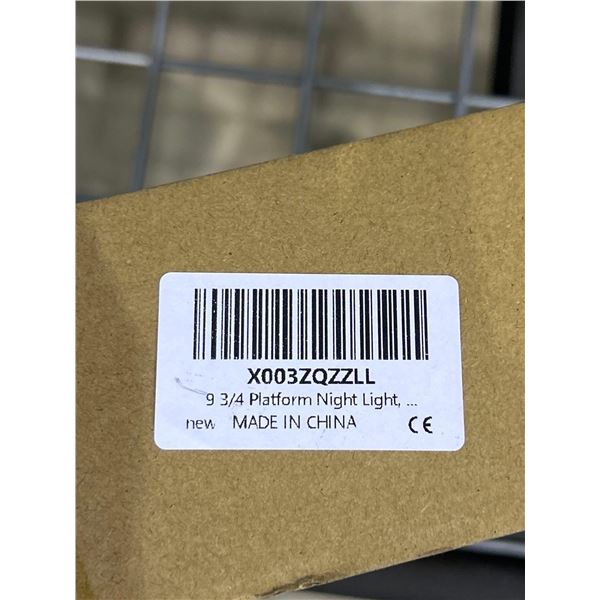 X003ZQZZLL
9 3/4 Platform Night Light, ...
new MADE IN CHINA CE